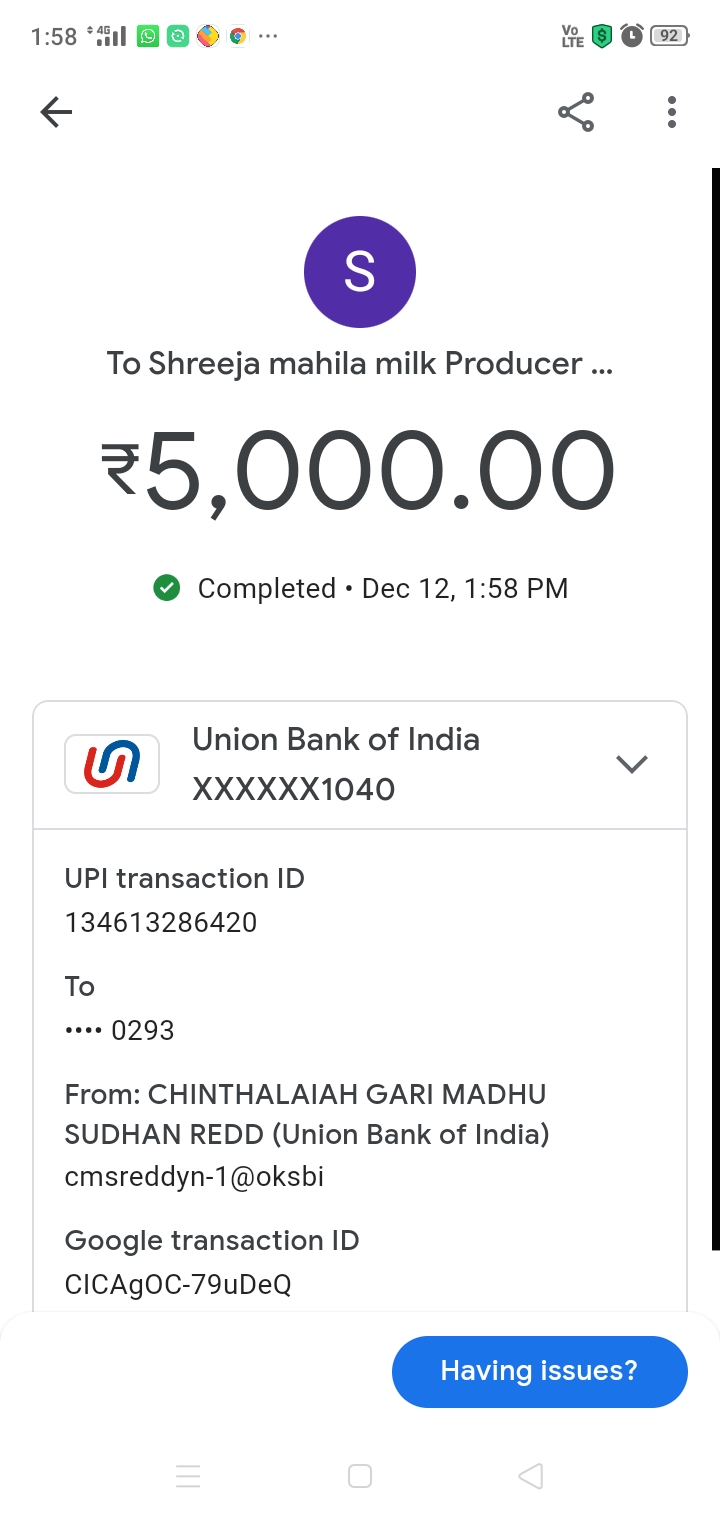 1:58 4G ... Vo LTE 92
S
To Shreeja mahila milk Producer ...
₹5,000.00
Completed • Dec 12, 1:58 PM
Union Bank of India
XXXXXX1040
UPI transaction ID
134613286420
To
•••• 0293
From: CHINTHALAIAH GARI MADHU
SUDHAN REDD (Union Bank of India)
cmsreddyn-1@oksbi
Google transaction ID
CICAgOC-79uDeQ
Having issues?